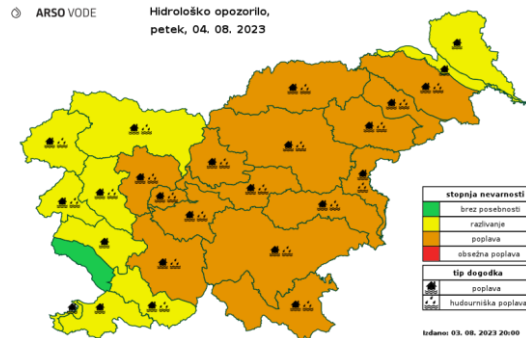 ARSO VODE
Hidrološko opozorilo,
petek, 04. 08. 2023
stopnja nevarnosti
brez posebnosti
razlivanje
poplava
obsežna poplava
tip dogodka
poplava
hudourniška poplava
Izdano: 03. 08. 2023 20:00